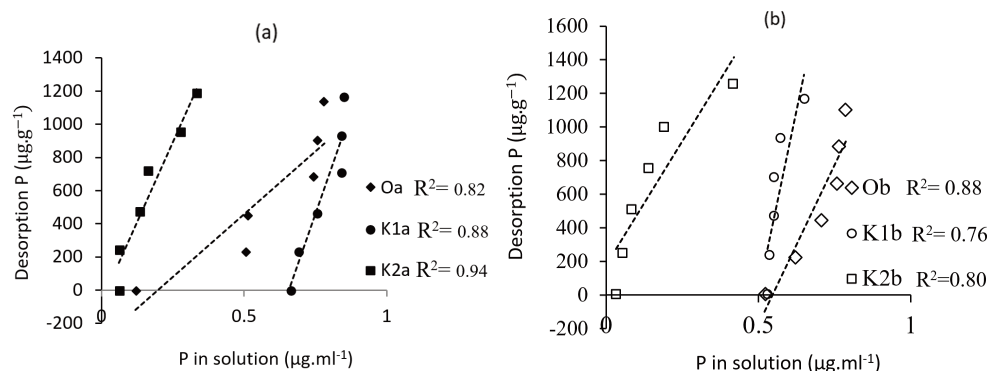 (a)
Desorption P (μg.g⁻¹)
1400
1200
1000
800
600
400
200
0
-200
0
0.5
1
P in solution (μg.ml⁻¹)
Oa R²= 0.82
K1a R²= 0.88
K2a R²= 0.94
(b)
Desorption P (μg.g⁻¹)
1600
1400
1200
1000
800
600
400
200
0
-200
0
0.5
1
P in solution (μg.ml⁻¹)
Ob R²= 0.88
K1b R²= 0.76
K2b R²=0.80